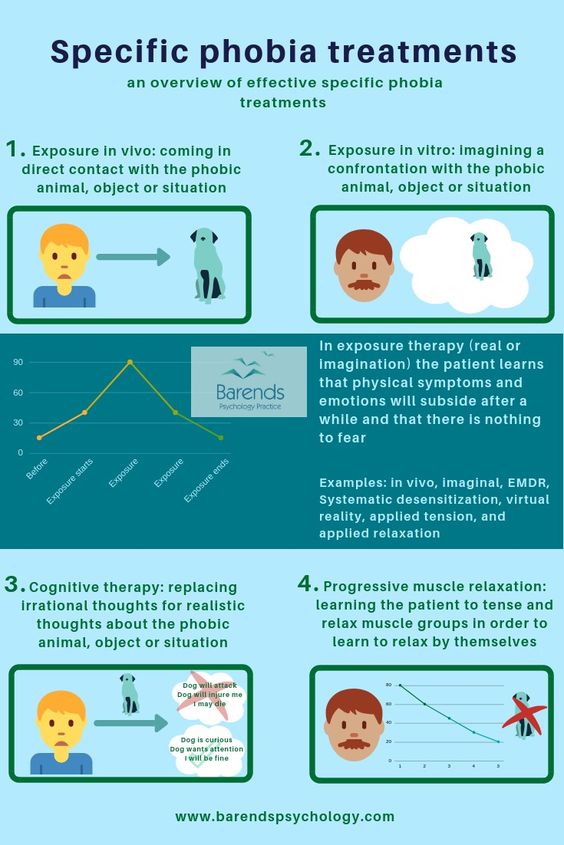 Specific phobia treatments
an overview of effective specific phobia
treatments
1. Exposure in vivo: coming in
direct contact with the phobic
animal, object or situation
2. Exposure in vitro: imagining a
confrontation with the phobic
animal, object or situation
90
60
30
0
Before
Exposure starts
Exposure
Exposure
Exposure ends
Barends
Psychology Practice
In exposure therapy (real or
imagination) the patient learns
that physical symptoms and
emotions will subside after a
while and that there is nothing
to fear
Examples: in vivo, imaginal, EMDR,
Systematic desensitization, virtual
reality, applied tension, and
applied relaxation
3. Cognitive therapy: replacing
irrational thoughts for realistic
thoughts about the phobic
animal, object or situation
Dog will attack
Dog will injure me
I may die
Dog is curious
Dog wants attention
I will be fine
4. Progressive muscle relaxation:
learning the patient to tense and
relax muscle groups in order to
learn to relax by themselves
80
60
40
20
0
1 2 3 4 5
www.barendspsychology.com